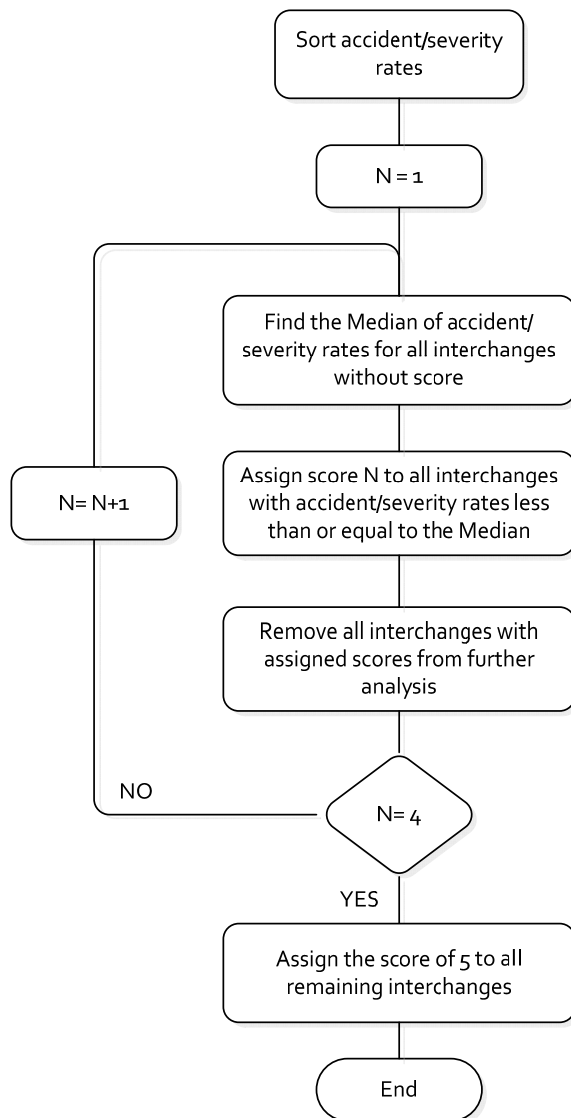 Sort accident/severity
rates
N = 1
Find the Median of accident/
severity rates for all interchanges
without score
Assign score N to all interchanges
with accident/severity rates less
than or equal to the Median
N= N+1
Remove all interchanges with
assigned scores from further
analysis
NO
N= 4
YES
Assign the score of 5 to all
remaining interchanges
End